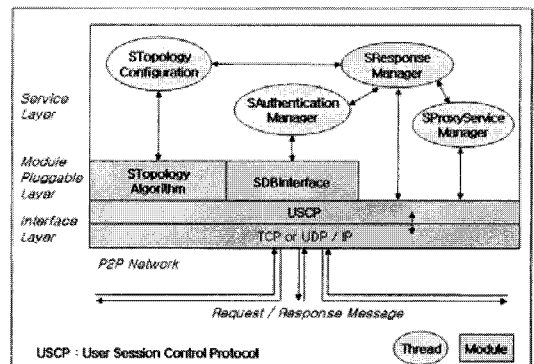 STopology
Configuration
SResponse
Manager
Service
Layer
SAuthentication
Manager
SProxyService
Manager
Module
Pluggable
Layer
STopology
Algorithm
SDBInterface
Interface
Layer
USCP
TCP or UDP / IP
P2P Network
Request / Response Message
USCP : User Session Control Protocol
Thread
Module